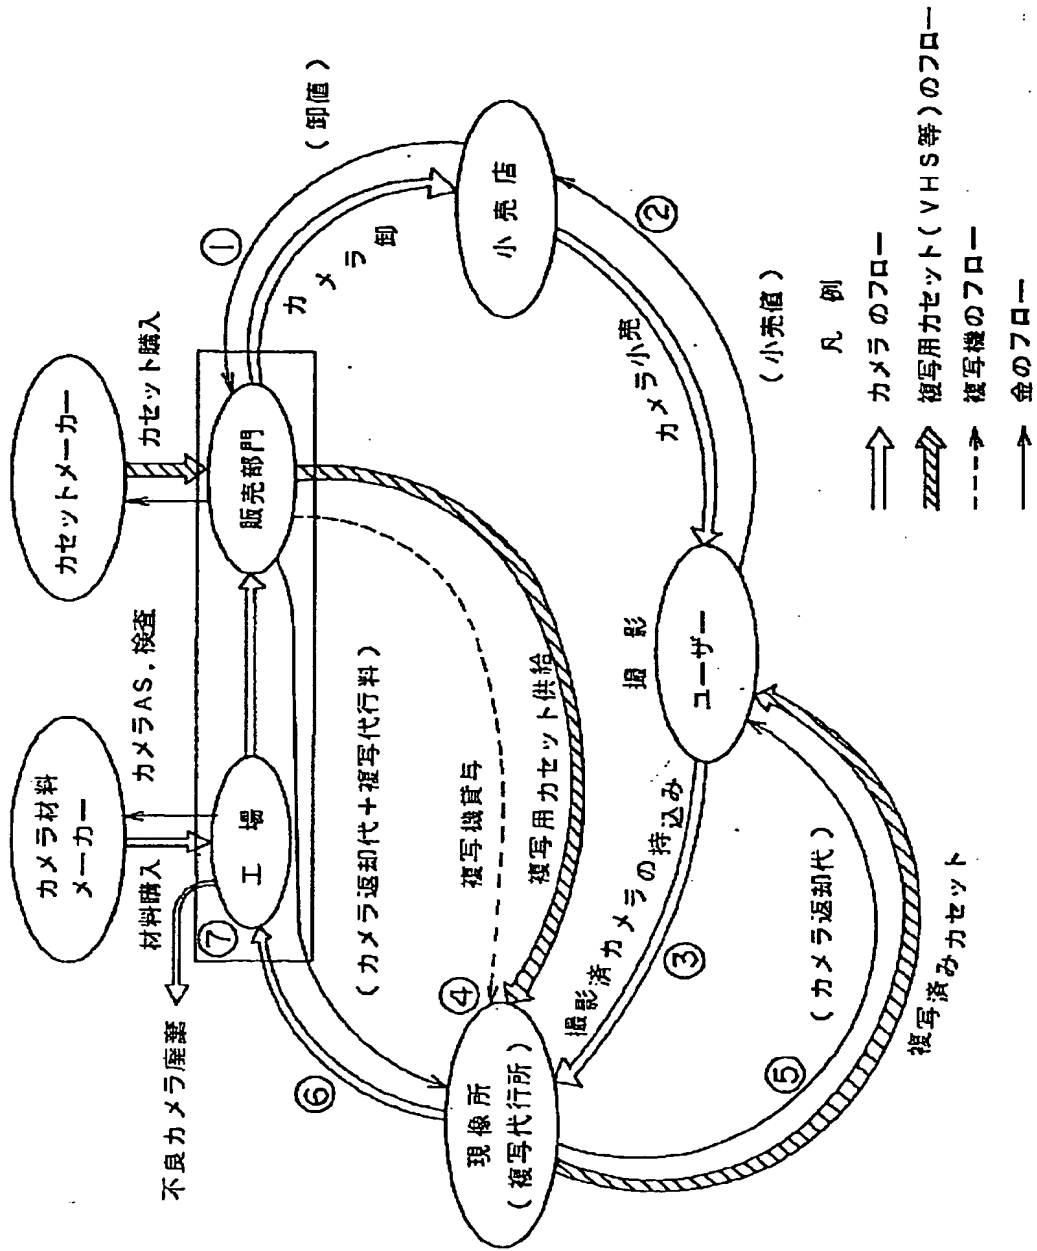 カメラ材料
メーカー
カセットメーカー
材料購入
カメラAS,検査
カセット購入
不良カメラ廃棄
⑦
工場
販売部門
①
(卸値)
カメラ卸
⑥
(カメラ返却代+複写代行料)
複写機貸与
複写用カセット供給
④
現像所
(複写代行所)
小売店
②
カメラ小売
(小売値)
撮影済カメラの持込み
③
撮影
ユーザー
⑤
(カメラ返却代)
複写済みカセット
凡例
カメラのフロー
複写用カセット(VHS等)のフロー
複写機のフロー
金のフロー